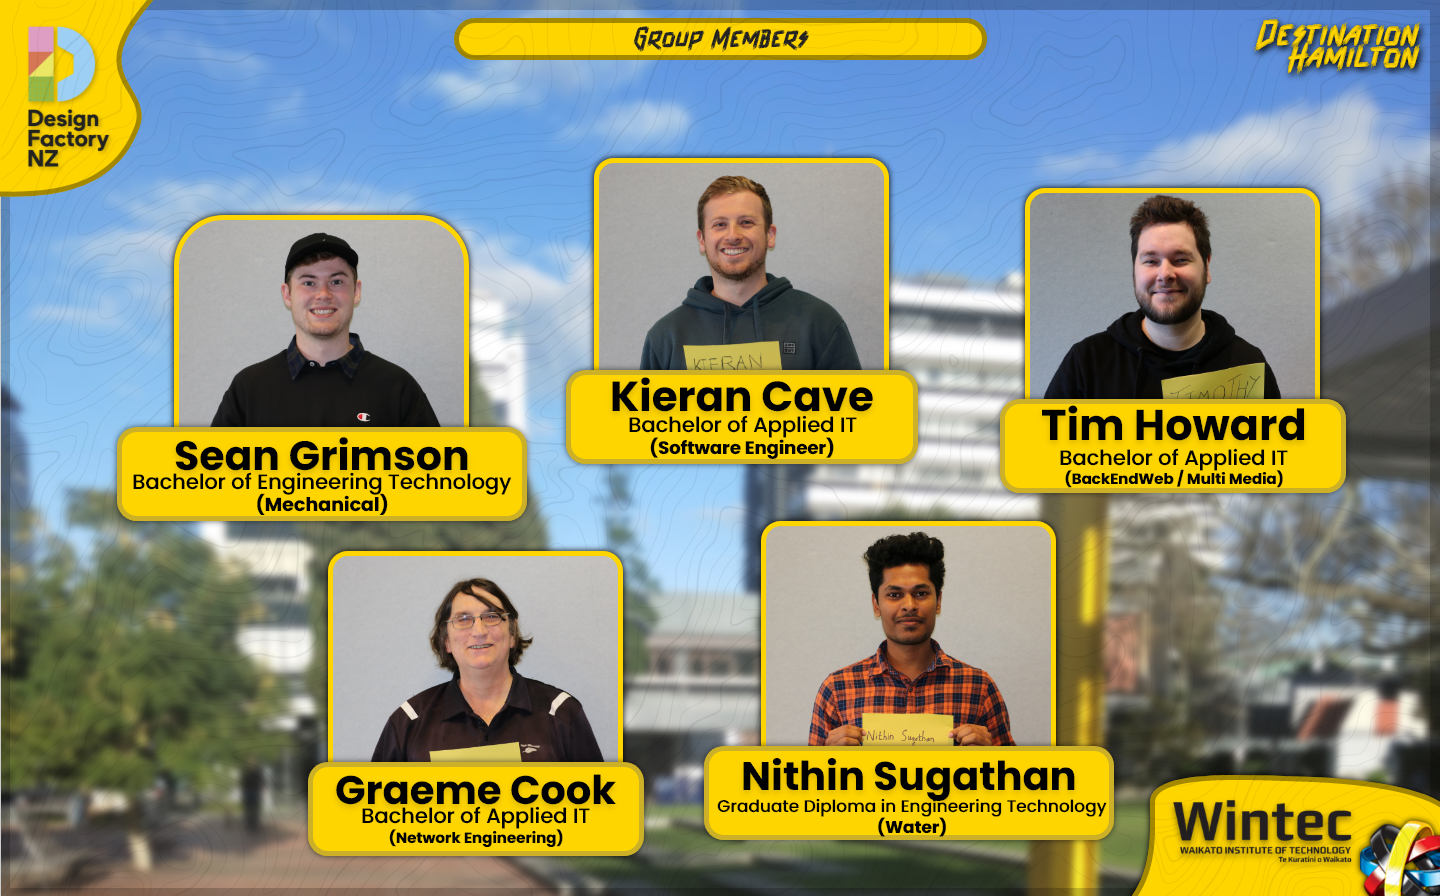 Group Members
Destination
Hamilton
Design
Factory
NZ
KIERAN
Kieran Cave
Bachelor of Applied IT
(Software Engineer)
TIMOTHY
Tim Howard
Bachelor of Applied IT
(BackEndWeb / Multi Media)
Sean Grimson
Bachelor of Engineering Technology
(Mechanical)
Nithin Sugathan
Nithin Sugathan
Graduate Diploma in Engineering Technology
(Water)
Graeme Cook
Bachelor of Applied IT
(Network Engineering)
Wintec
WAIKATO INSTITUTE OF TECHNOLOGY
Te Kuratini o Waikato